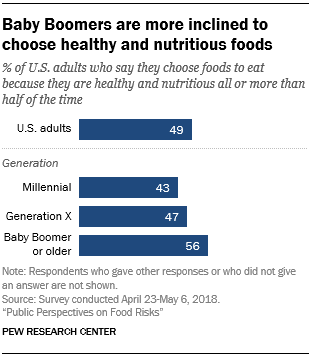 Baby Boomers are more inclined to
choose healthy and nutritious foods
% of U.S. adults who say they choose foods to eat
because they are healthy and nutritious all or more than
half of the time
U.S. adults 49
Generation
Millennial 43
Generation X 47
Baby Boomer
or older 56
Note: Respondents who gave other responses or who did not give
an answer are not shown.
Source: Survey conducted April 23-May 6, 2018.
“Public Perspectives on Food Risks”
PEW RESEARCH CENTER